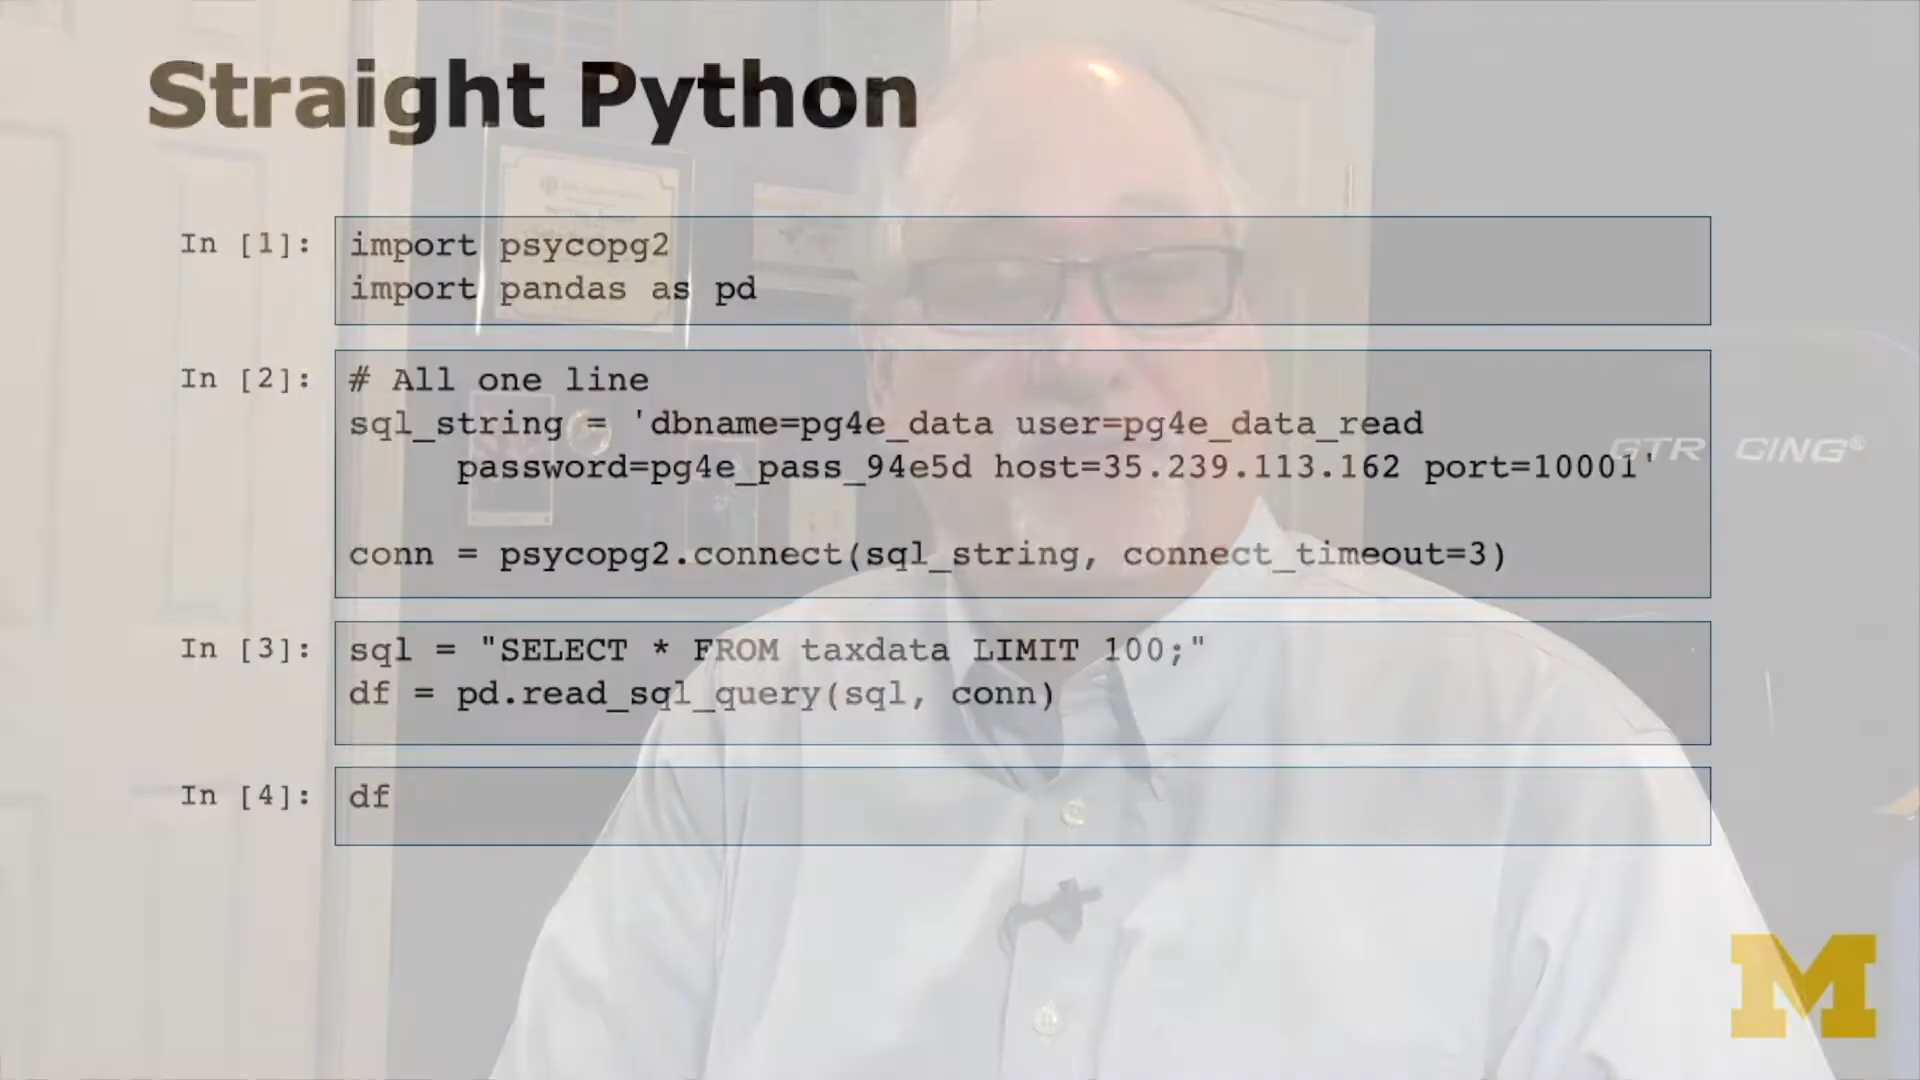 Straight Python
In [1]:
import psycopg2
import pandas as pd
In [2]:
# All one line
sql_string = 'dbname=pg4e_data user=pg4e_data_read
password=pg4e_pass_94e5d host=35.239.113.162 port=10001'
conn = psycopg2.connect(sql_string, connect_timeout=3)
In [3]:
sql = "SELECT * FROM taxdata LIMIT 100;"
df = pd.read_sql_query(sql, conn)
In [4]:
df
GTR CING®
M